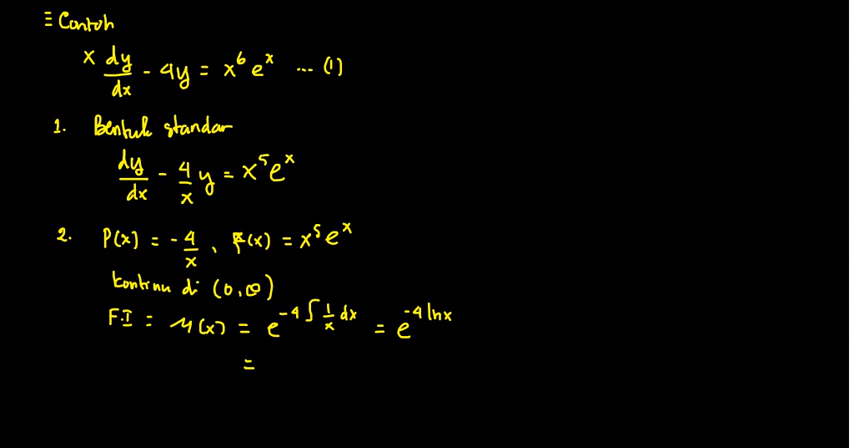 ≡ Contoh
x dy/dx - 4y = x⁶ eˣ ... (1)
1. Bentuk standar
dy/dx - 4/x y = x⁵ eˣ
2. P(x) = - 4/x , f(x) = x⁵ eˣ
kontinu di (0,∞)
F.I = μ(x) = e^(-4 ∫ 1/x dx) = e^(-4 ln x)
=